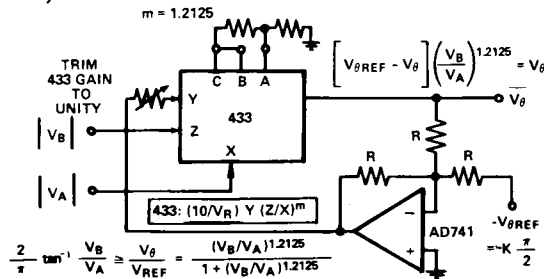 m = 1.2125
[V_θREF - V_θ] (V_B/V_A)^1.2125 = V_θ
TRIM
433 GAIN
TO
UNITY
C B A
Y
Z
X
433
|V_B|
|V_A|
V_θ
R
R
R
433: (10/V_R) Y (Z/X)^m
-
+
AD741
-V_θREF
=-K π/2
2/π tan⁻¹ V_B/V_A ≅ V_θ/V_REF = (V_B/V_A)^1.2125 / 1 + (V_B/V_A)^1.2125